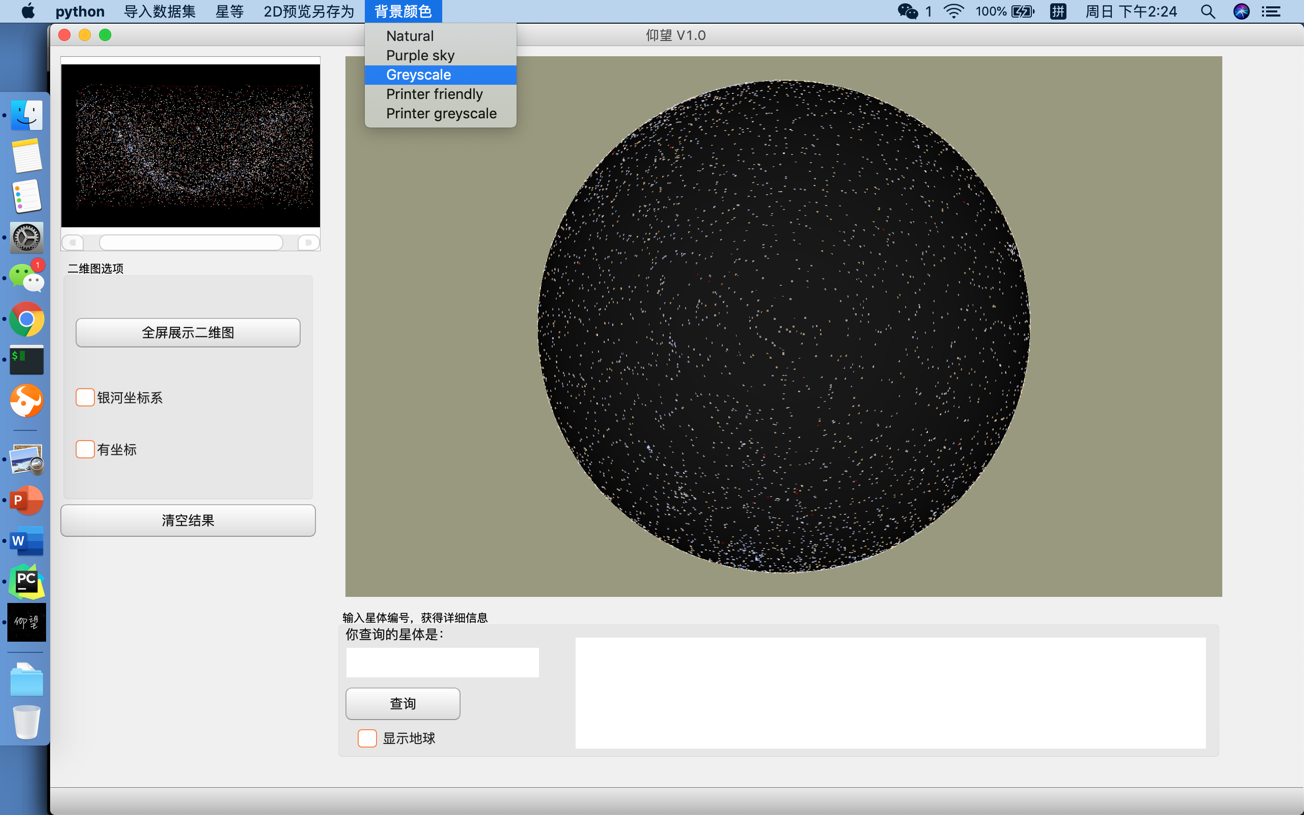 python 导入数据集 星等 2D预览另存为 背景颜色 1 100% 拼 周日 下午2:24
Natural
Purple sky
Greyscale
Printer friendly
Printer greyscale
仰望 V1.0
二维图选项
全屏展示二维图
银河坐标系
有坐标
清空结果
输入星体编号，获得详细信息
你查询的星体是:
查询
显示地球
1
$
P
W
PC
仰望